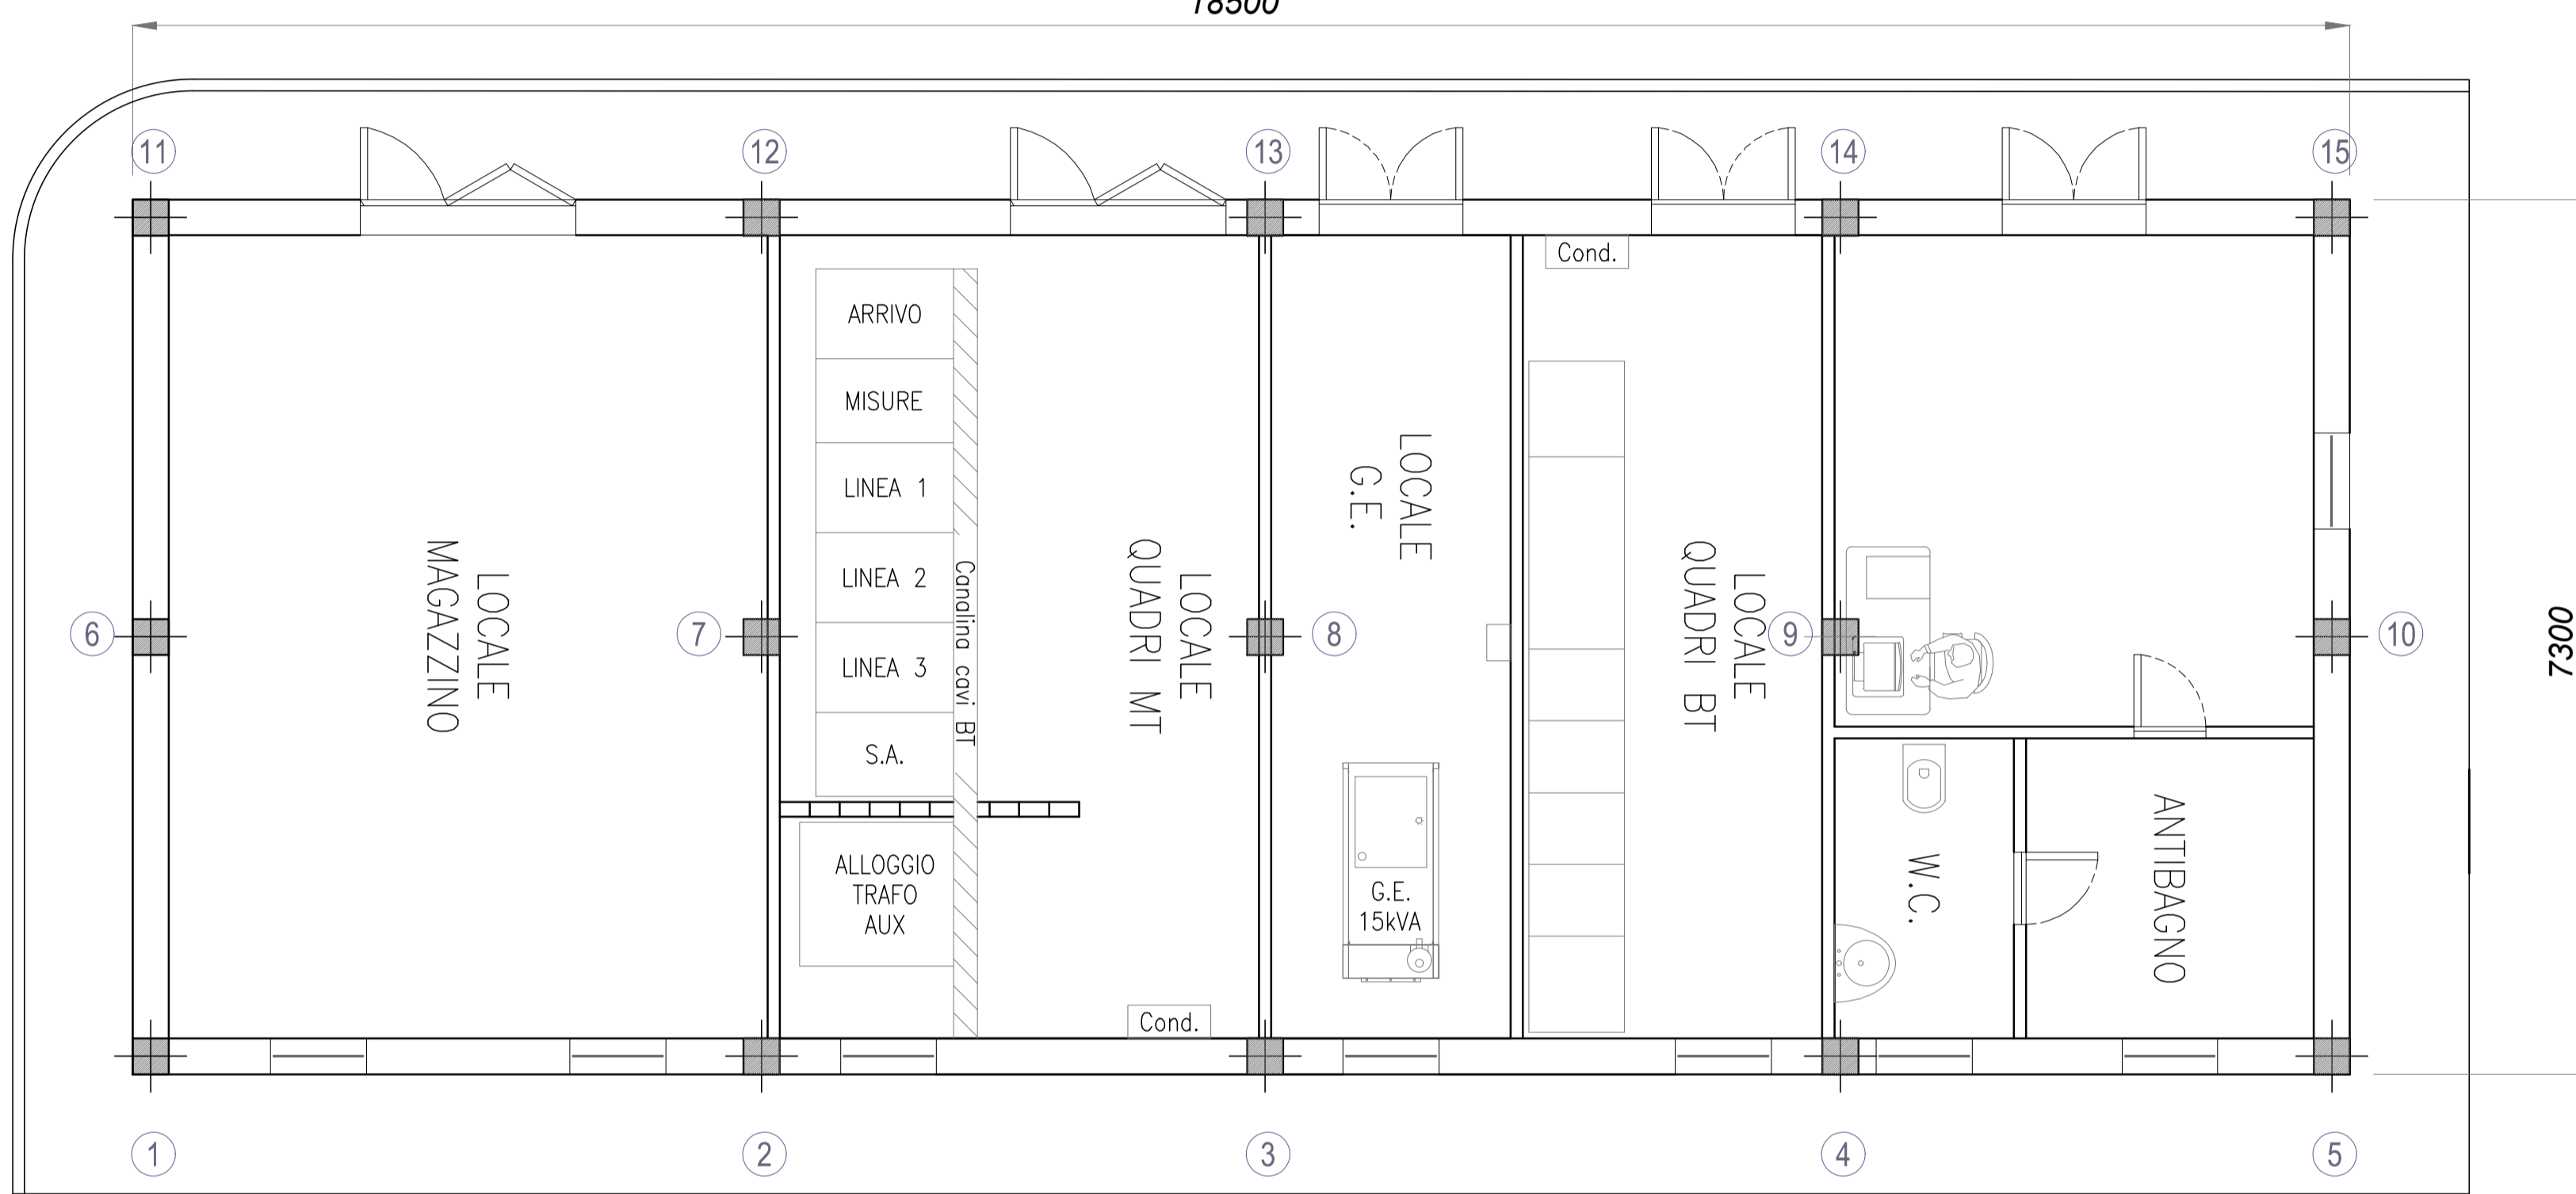 18500
11
12
13
14
15
Cond.
ARRIVO
MISURE
LINEA 1
LINEA 2
LINEA 3
S.A.
Canalina cavi BT
ALLOGGIO
TRAFO
AUX
LOCALE
MAGAZZINO
LOCALE
QUADRI MT
LOCALE
G.E.
LOCALE
QUADRI BT
6
7
8
9
10
7300
G.E.
15kVA
W.C.
ANTIBAGNO
Cond.
1
2
3
4
5